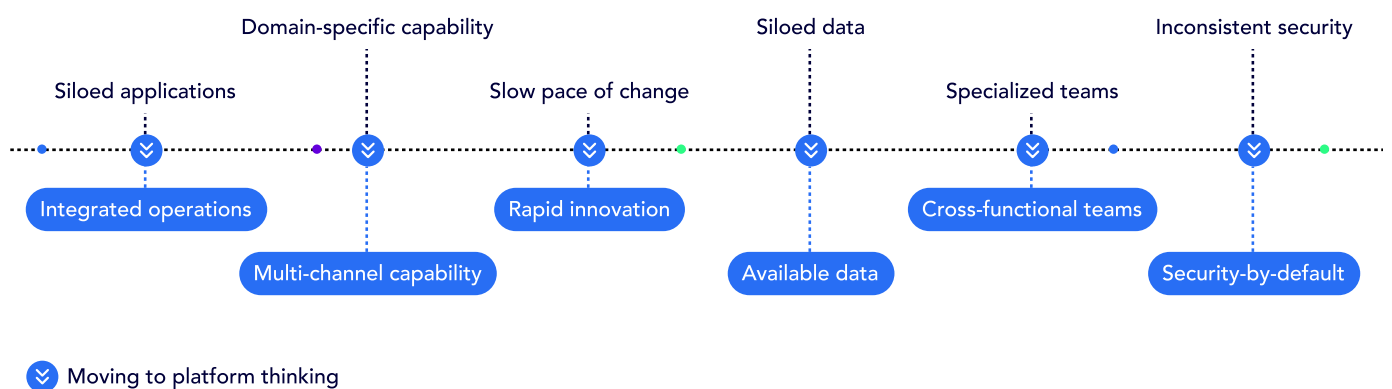 Domain-specific capability
Siloed data
Inconsistent security
Siloed applications
Slow pace of change
Specialized teams
Integrated operations
Rapid innovation
Cross-functional teams
Multi-channel capability
Available data
Security-by-default
Moving to platform thinking